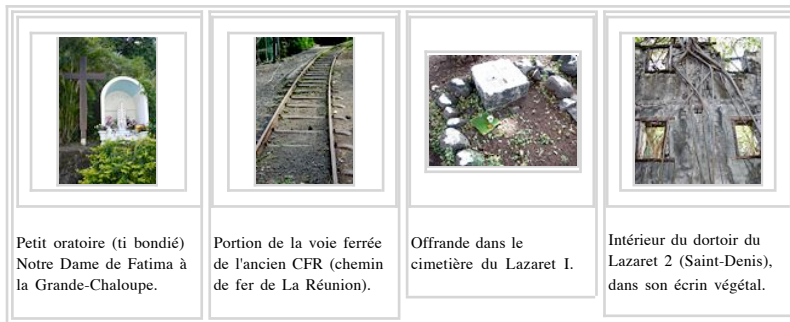 Petit oratoire (ti bondié)
Notre Dame de Fatima à
la Grande-Chaloupe.
Portion de la voie ferrée
de l'ancien CFR (chemin
de fer de La Réunion).
Offrande dans le
cimetière du Lazaret I.
Intérieur du dortoir du
Lazaret 2 (Saint-Denis),
dans son écrin végétal.